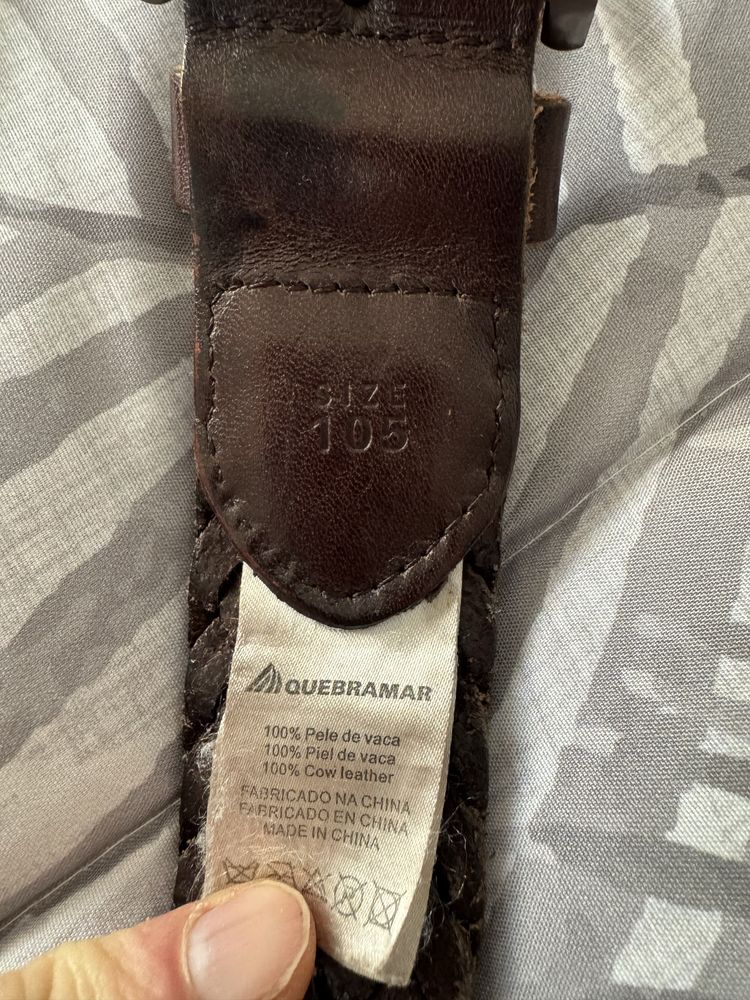 SIZE
105
QUEBRAMAR
100% Pele de vaca
100% Piel de vaca
100% Cow leather
FABRICADO NA CHINA
FABRICADO EN CHINA
MADE IN CHINA